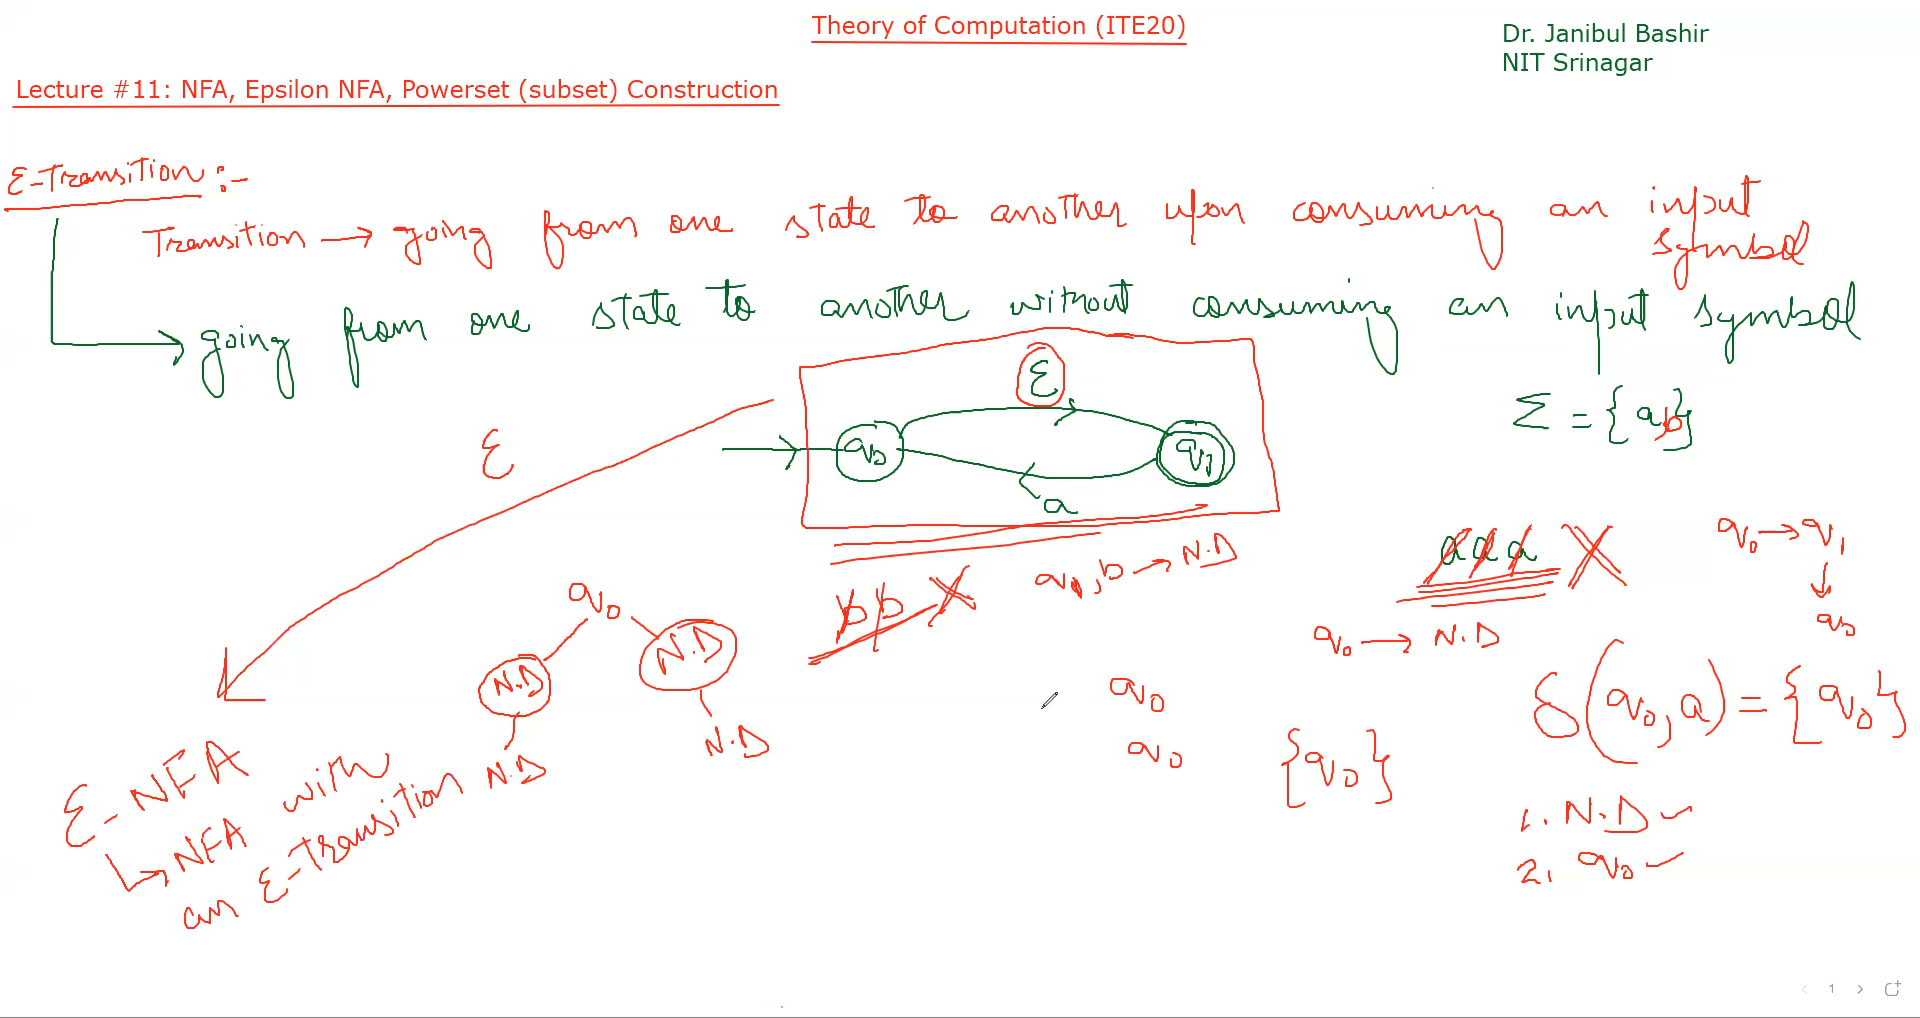 Theory of Computation (ITE20)
Dr. Janibul Bashir
NIT Srinagar
Lecture #11: NFA, Epsilon NFA, Powerset (subset) Construction
ε-Transition :-
Transition → going from one state to another upon consuming an input
symbol
going from one state to another without consuming an input symbol
ε
Σ = {a b}
ε
q0
q1
a
a a a
q0 → q1
q0
q1, b → N.D
q0
b b
q0 → N.D
N.D
N.D
q0
δ(q0, a) = {q0}
N.D
N.D
q0
{q0}
ε-NFA
NFA with
an ε-Transition
1. N.D
2. q0
1